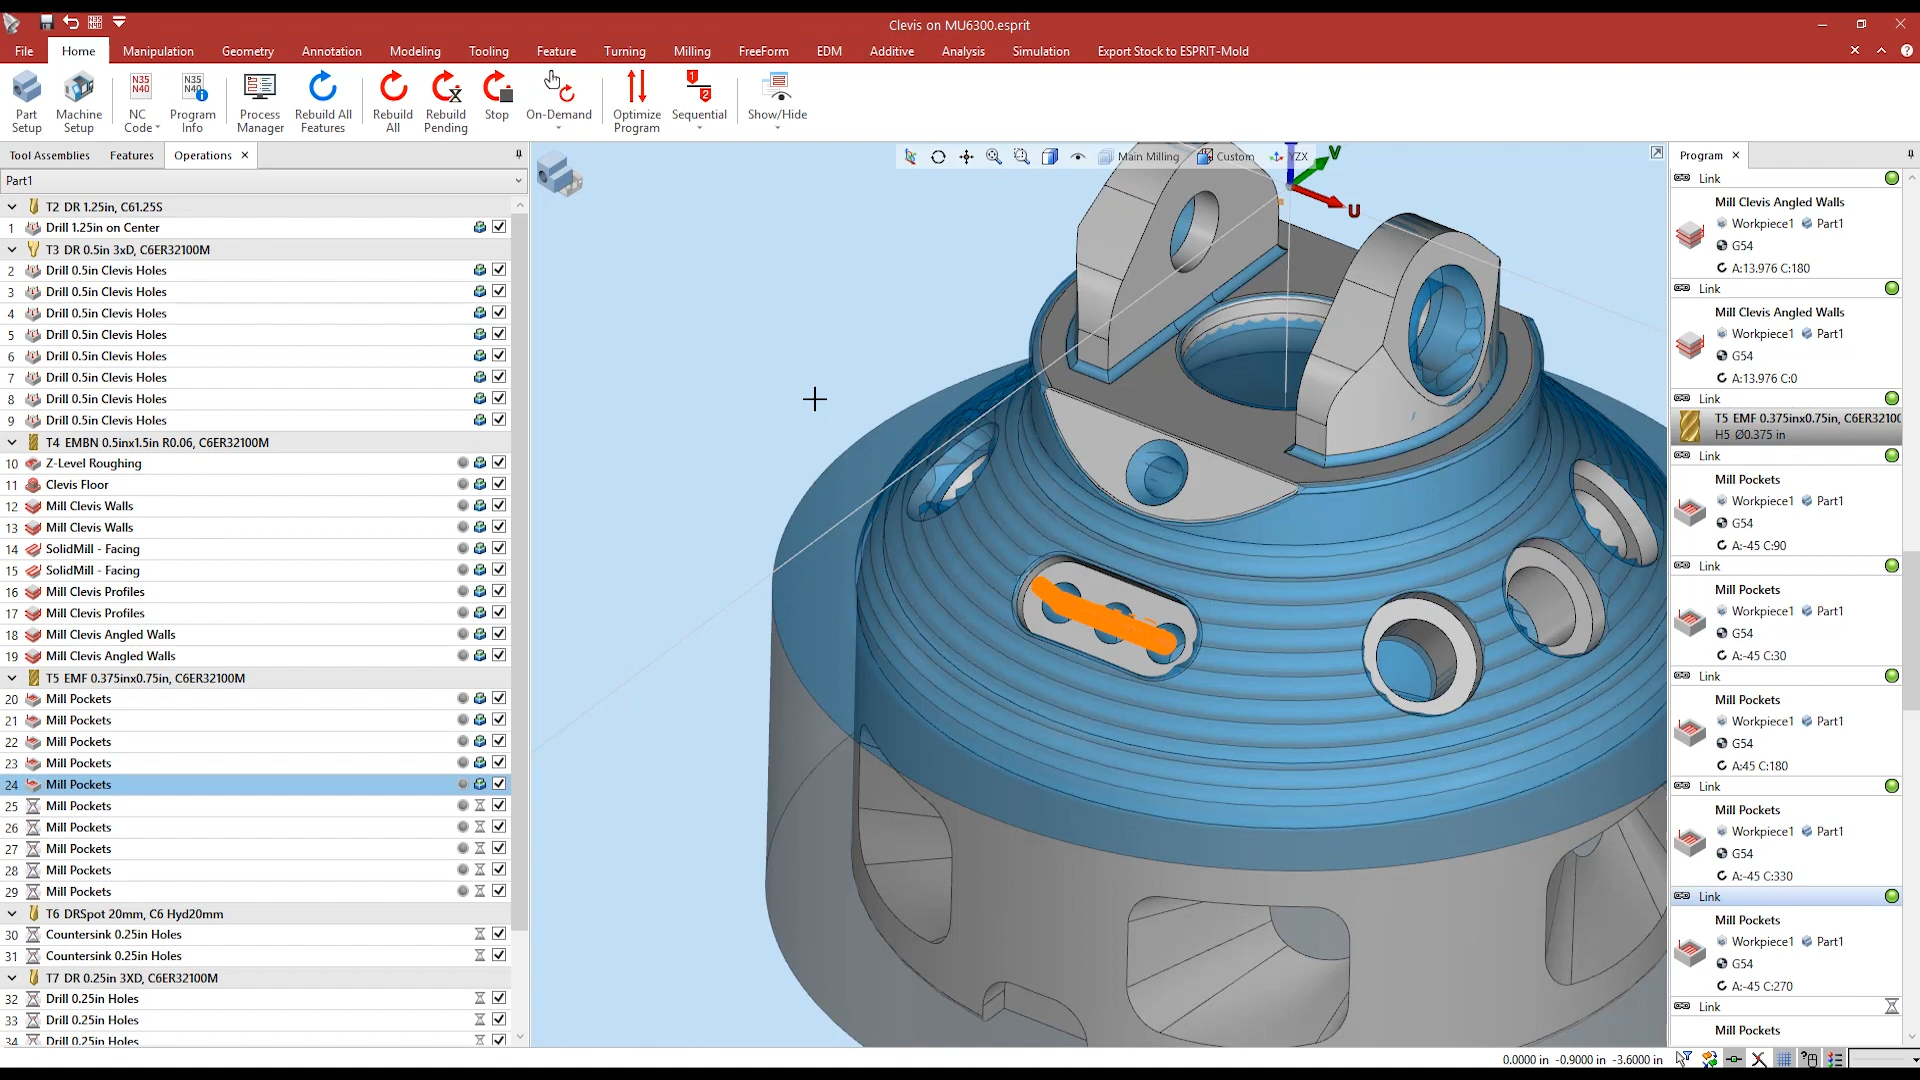 Clevis on MU6300.esprit
File Home Manipulation Geometry Annotation Modeling Tooling Feature Turning Milling FreeForm EDM Additive Analysis Simulation Export Stock to ESPRIT-Mold
Part Setup
Machine Setup
N35 N40 NC Code
N35 N40 Program Info
Process Manager
Rebuild All Features
Rebuild All
Rebuild Pending
Stop
On-Demand
Optimize Program
1 2 Sequential
Show/Hide
Tool Assemblies Features Operations
Part1
T2 DR 1.25in, C61.25S
1 Drill 1.25in on Center
T3 DR 0.5in 3xD, C6ER32100M
2 Drill 0.5in Clevis Holes
3 Drill 0.5in Clevis Holes
4 Drill 0.5in Clevis Holes
5 Drill 0.5in Clevis Holes
6 Drill 0.5in Clevis Holes
7 Drill 0.5in Clevis Holes
8 Drill 0.5in Clevis Holes
9 Drill 0.5in Clevis Holes
T4 EMBN 0.5inx1.5in R0.06, C6ER32100M
10 Z-Level Roughing
11 Clevis Floor
12 Mill Clevis Walls
13 Mill Clevis Walls
14 SolidMill - Facing
15 SolidMill - Facing
16 Mill Clevis Profiles
17 Mill Clevis Profiles
18 Mill Clevis Angled Walls
19 Mill Clevis Angled Walls
T5 EMF 0.375inx0.75in, C6ER32100M
20 Mill Pockets
21 Mill Pockets
22 Mill Pockets
23 Mill Pockets
24 Mill Pockets
25 Mill Pockets
26 Mill Pockets
27 Mill Pockets
28 Mill Pockets
29 Mill Pockets
T6 DRSpot 20mm, C6 Hyd20mm
30 Countersink 0.25in Holes
31 Countersink 0.25in Holes
T7 DR 0.25in 3XD, C6ER32100M
32 Drill 0.25in Holes
33 Drill 0.25in Holes
34 Drill 0.25in Holes
Main Milling Custom YZX
V
U
Program
Link
Mill Clevis Angled Walls
Workpiece1 Part1
G54
A:13.976 C:180
Link
Mill Clevis Angled Walls
Workpiece1 Part1
G54
A:13.976 C:0
Link
T5 EMF 0.375inx0.75in, C6ER3210
H5 Ø0.375 in
Link
Mill Pockets
Workpiece1 Part1
G54
A:-45 C:90
Link
Mill Pockets
Workpiece1 Part1
G54
A:-45 C:30
Link
Mill Pockets
Workpiece1 Part1
G54
A:45 C:180
Link
Mill Pockets
Workpiece1 Part1
G54
A:-45 C:330
Link
Mill Pockets
Workpiece1 Part1
G54
A:-45 C:270
Link
Mill Pockets
0.0000 in -0.9000 in -3.6000 in